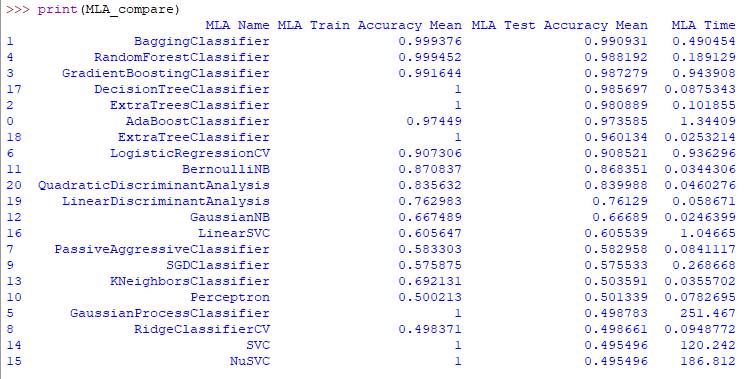 >>> print(MLA_compare)
MLA Name MLA Train Accuracy Mean MLA Test Accuracy Mean MLA Time
1 BaggingClassifier 0.999376 0.990931 0.490454
4 RandomForestClassifier 0.999452 0.988192 0.189129
3 GradientBoostingClassifier 0.991644 0.987279 0.943908
17 DecisionTreeClassifier 1 0.985697 0.0875343
2 ExtraTreesClassifier 1 0.980889 0.101855
0 AdaBoostClassifier 0.97449 0.973585 1.34409
18 ExtraTreeClassifier 1 0.960134 0.0253214
6 LogisticRegressionCV 0.907306 0.908521 0.936296
11 BernoulliNB 0.870837 0.868351 0.0344306
20 QuadraticDiscriminantAnalysis 0.835632 0.839988 0.0460276
19 LinearDiscriminantAnalysis 0.762983 0.76129 0.058671
12 GaussianNB 0.667489 0.66689 0.0246399
16 LinearSVC 0.605647 0.605539 1.04665
7 PassiveAggressiveClassifier 0.583303 0.582958 0.0841117
9 SGDClassifier 0.575875 0.575533 0.268668
13 KNeighborsClassifier 0.692131 0.503591 0.0355702
10 Perceptron 0.500213 0.501339 0.0782695
5 GaussianProcessClassifier 1 0.498783 251.467
8 RidgeClassifierCV 0.498371 0.498661 0.0948772
14 SVC 1 0.495496 120.242
15 NuSVC 1 0.495496 186.812